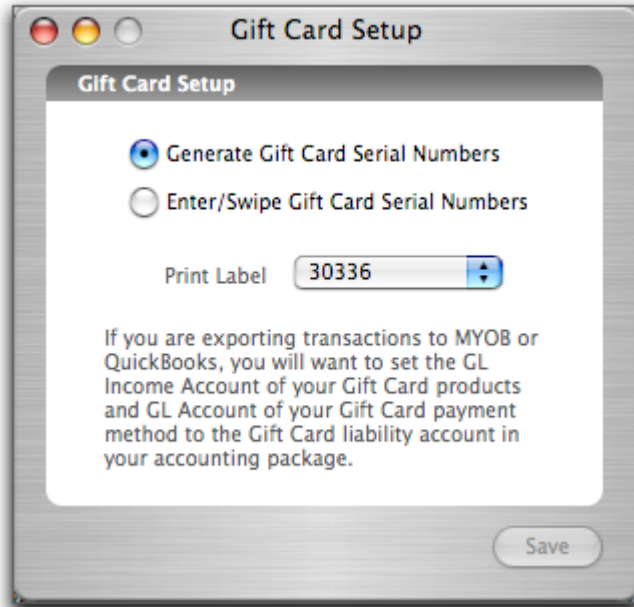 Gift Card Setup
Gift Card Setup
Generate Gift Card Serial Numbers
Enter/Swipe Gift Card Serial Numbers
Print Label 30336
If you are exporting transactions to MYOB or
QuickBooks, you will want to set the GL
Income Account of your Gift Card products
and GL Account of your Gift Card payment
method to the Gift Card liability account in
your accounting package.
Save